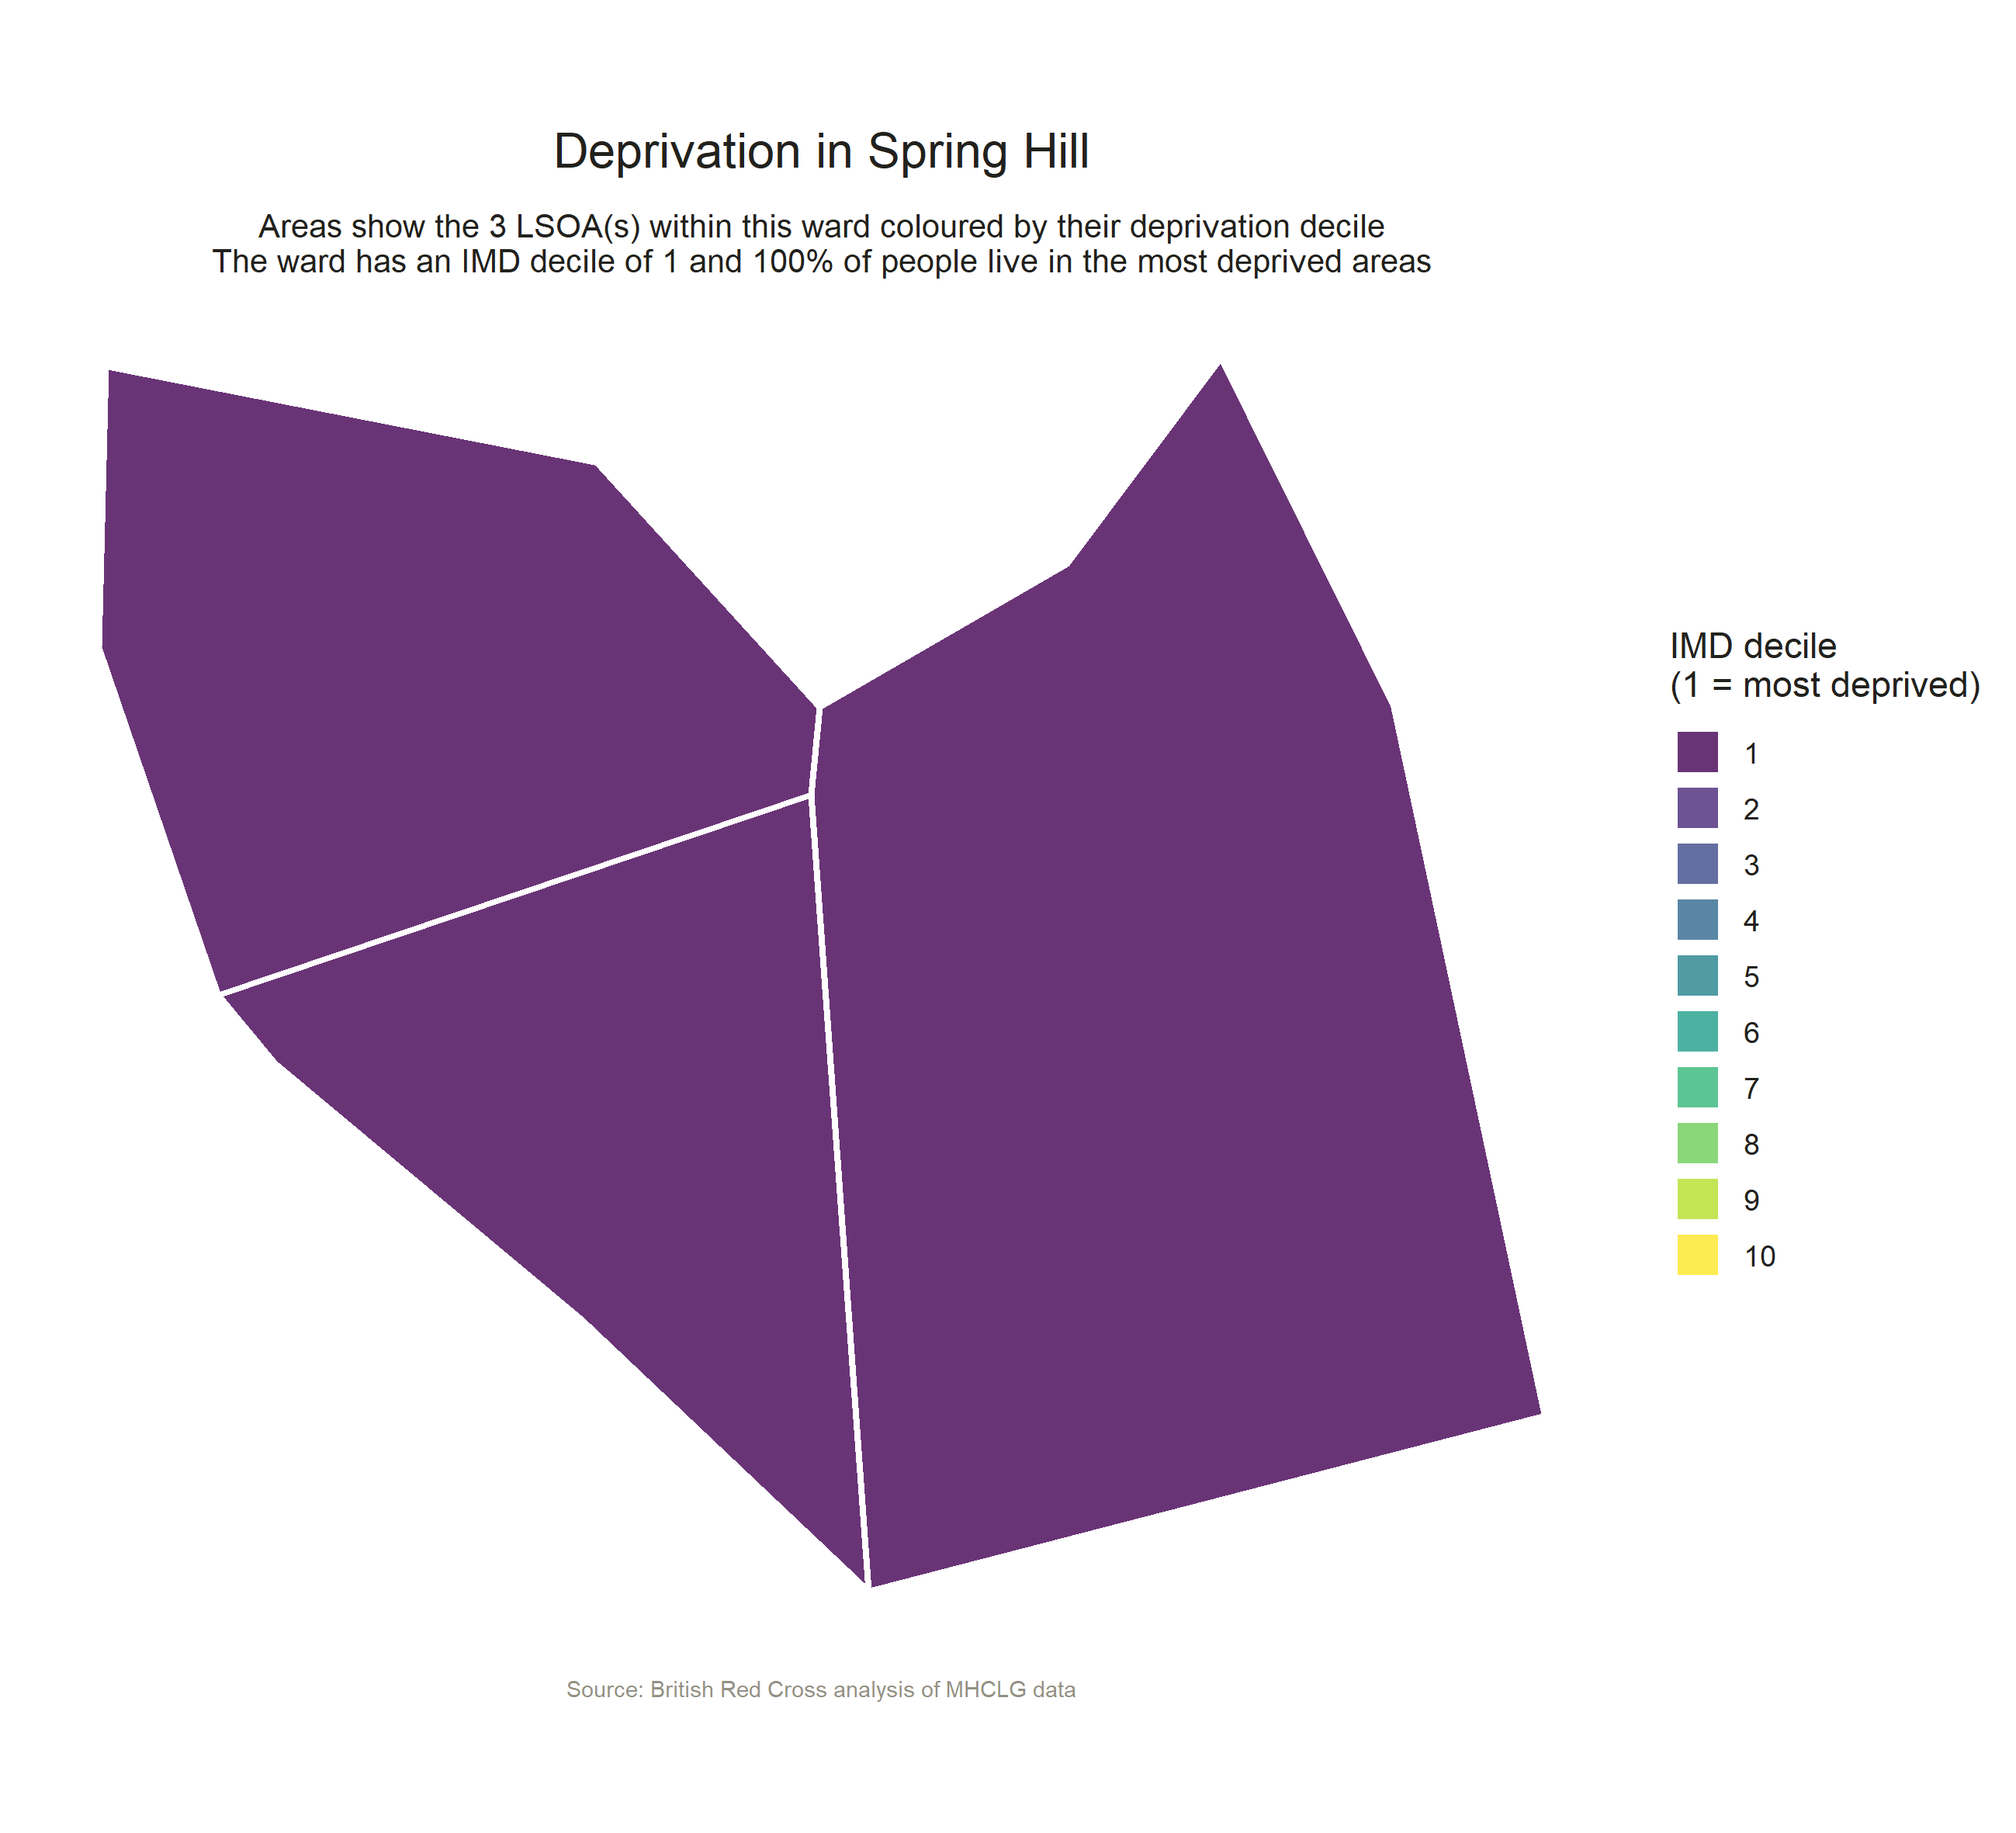 Deprivation in Spring Hill
Areas show the 3 LSOA(s) within this ward coloured by their deprivation decile
The ward has an IMD decile of 1 and 100% of people live in the most deprived areas
IMD decile
(1 = most deprived)
1
2
3
4
5
6
7
8
9
10
Source: British Red Cross analysis of MHCLG data